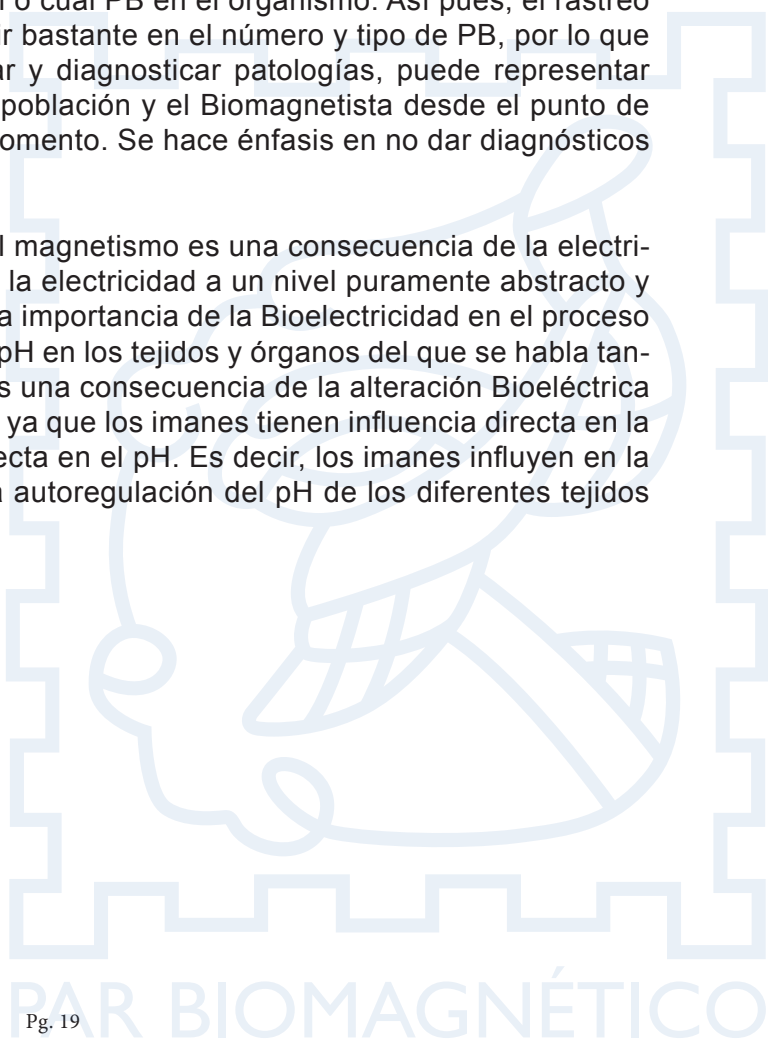 o cual PB en el organismo. Así pues, el rastreo
ir bastante en el número y tipo de PB, por lo que
ar y diagnosticar patologías, puede representar
población y el Biomagnetista desde el punto de
omento. Se hace énfasis en no dar diagnósticos
l magnetismo es una consecuencia de la electri-
la electricidad a un nivel puramente abstracto y
a importancia de la Bioelectricidad en el proceso
pH en los tejidos y órganos del que se habla tan-
s una consecuencia de la alteración Bioeléctrica
ya que los imanes tienen influencia directa en la
ecta en el pH. Es decir, los imanes influyen en la
a autoregulación del pH de los diferentes tejidos
PAR BIOMAGNÉTICO
Pg. 19